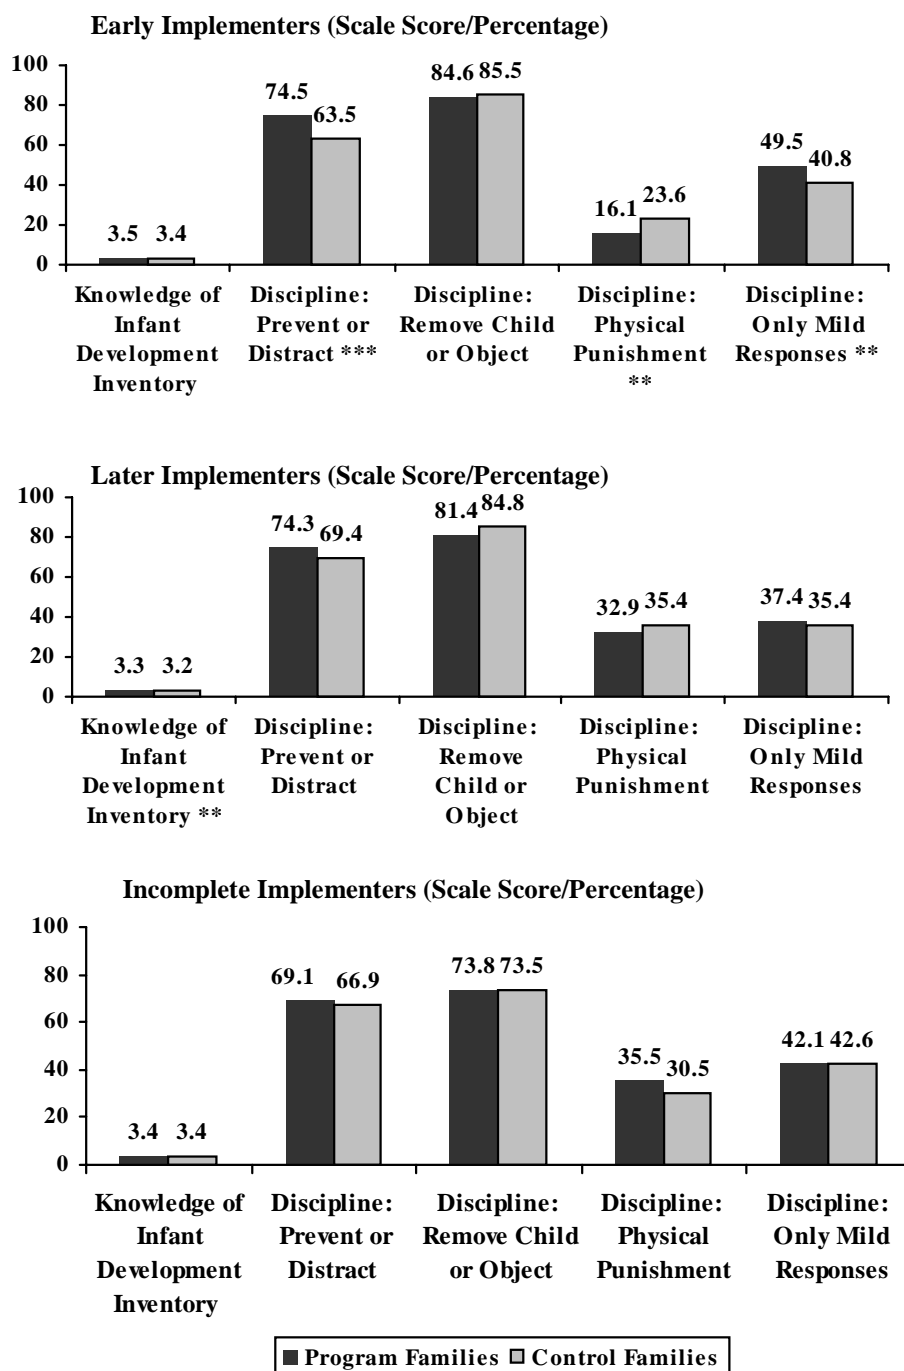 Early Implementers (Scale Score/Percentage)
100
80
60
40
20
0
74.5
63.5
84.6
85.5
16.1
23.6
49.5
40.8
3.5
3.4
Knowledge of
Infant
Development
Inventory
Discipline:
Prevent or
Distract ***
Discipline:
Remove Child
or Object
Discipline:
Physical
Punishment
**
Discipline:
Only Mild
Responses **
Later Implementers (Scale Score/Percentage)
100
80
60
40
20
0
3.3
3.2
74.3
69.4
81.4
84.8
32.9
35.4
37.4
35.4
Knowledge of
Infant
Development
Inventory **
Discipline:
Prevent or
Distract
Discipline:
Remove
Child or
Object
Discipline:
Physical
Punishment
Discipline:
Only Mild
Responses
Incomplete Implementers (Scale Score/Percentage)
100
80
60
40
20
0
3.4
3.4
69.1
66.9
73.8
73.5
35.5
30.5
42.1
42.6
Knowledge of
Infant
Development
Inventory
Discipline:
Prevent or
Distract
Discipline:
Remove Child
or Object
Discipline:
Physical
Punishment
Discipline:
Only Mild
Responses
Program Families
Control Families